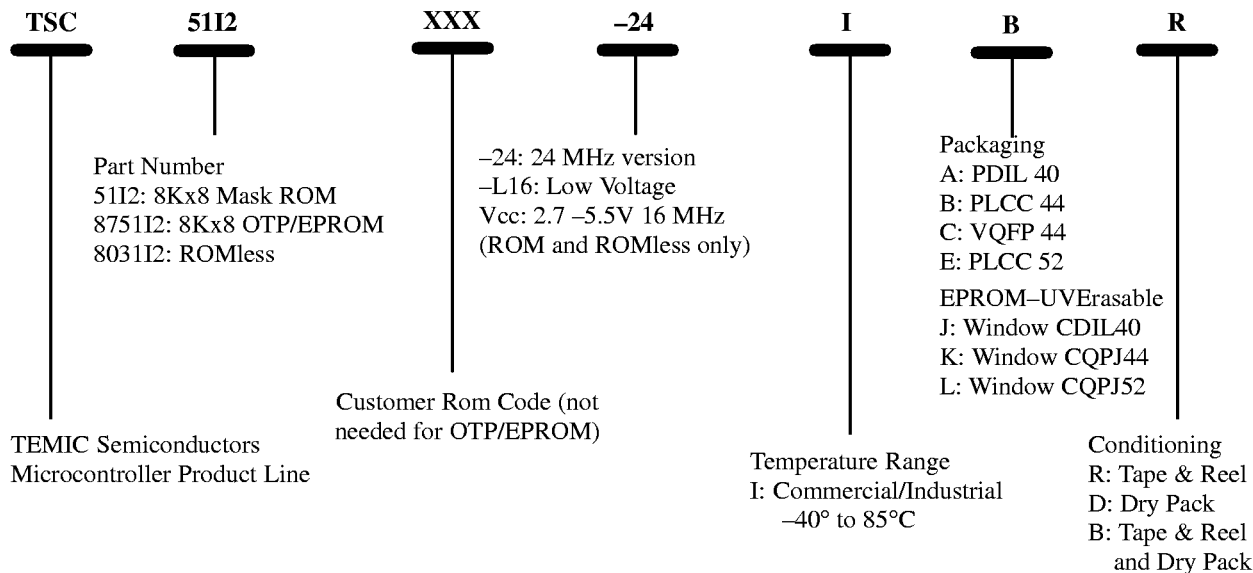 TSC 51I2 XXX –24 I B R
Part Number
51I2: 8Kx8 Mask ROM
8751I2: 8Kx8 OTP/EPROM
8031I2: ROMless
–24: 24 MHz version
–L16: Low Voltage
Vcc: 2.7 –5.5V 16 MHz
(ROM and ROMless only)
Packaging
A: PDIL 40
B: PLCC 44
C: VQFP 44
E: PLCC 52
EPROM–UVErasable
J: Window CDIL40
K: Window CQPJ44
L: Window CQPJ52
Customer Rom Code (not
needed for OTP/EPROM)
TEMIC Semiconductors
Microcontroller Product Line
Temperature Range
I: Commercial/Industrial
–40° to 85°C
Conditioning
R: Tape & Reel
D: Dry Pack
B: Tape & Reel
and Dry Pack